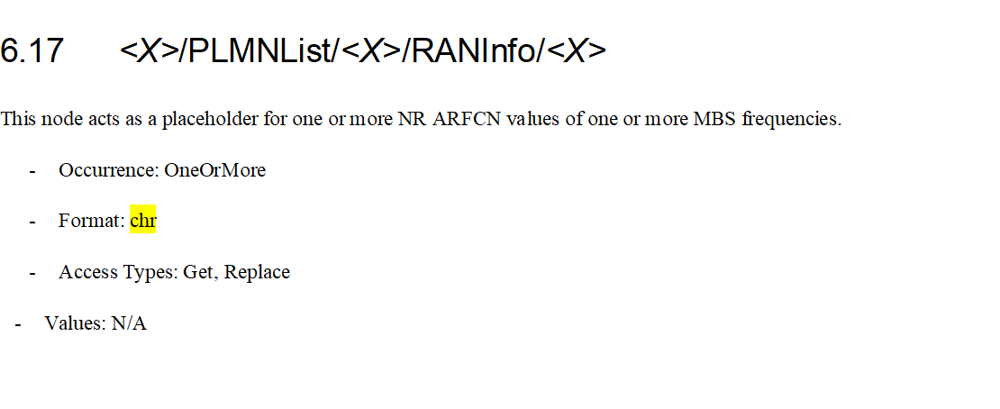 6.17 <X>/PLMNList/<X>/RANInfo/<X>
This node acts as a placeholder for one or more NR ARFCN values of one or more MBS frequencies.
- Occurrence: OneOrMore
- Format: chr
- Access Types: Get, Replace
- Values: N/A